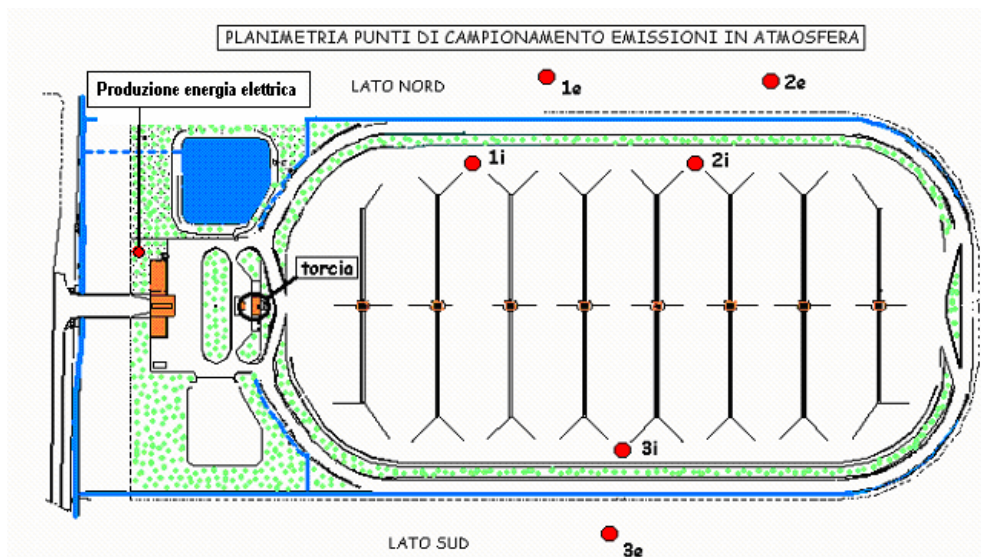 PLANIMETRIA PUNTI DI CAMPIONAMENTO EMISSIONI IN ATMOSFERA
LATO NORD
1e
2e
Produzione energia elettrica
1i
2i
torcia
3i
LATO SUD
3e